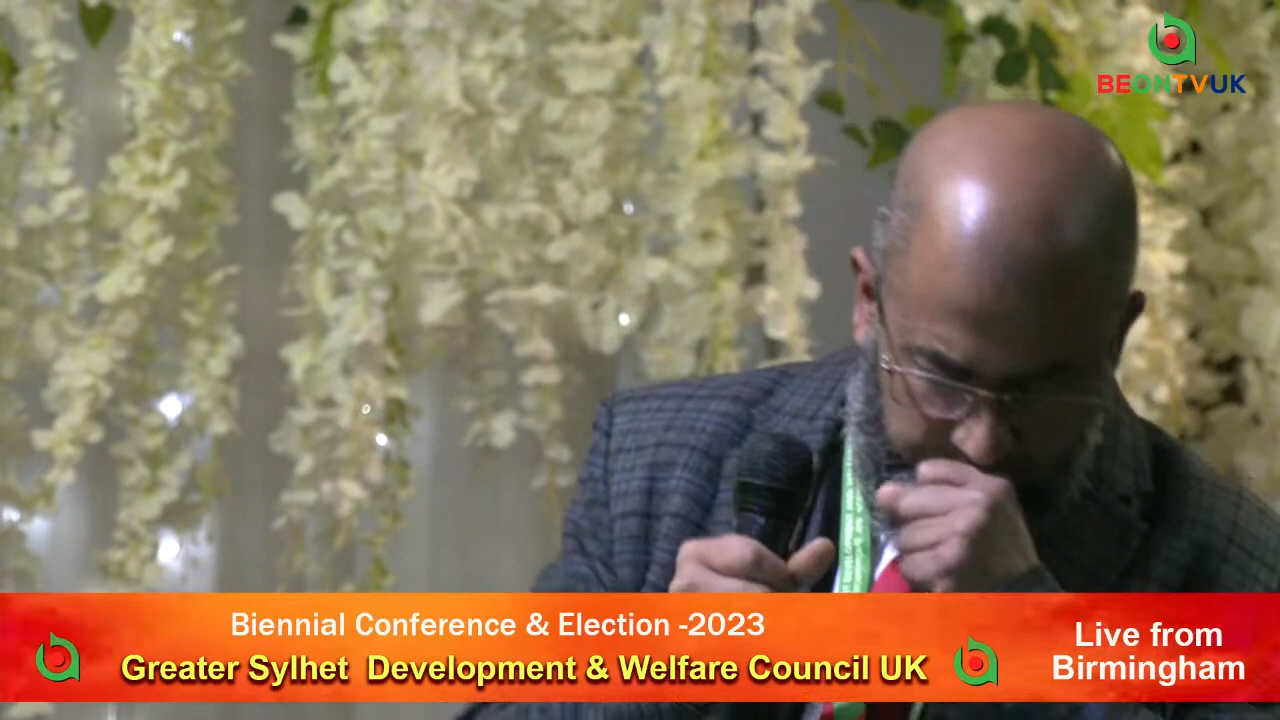 BEONTVUK
Biennial Conference & Election -2023
Greater Sylhet Development & Welfare Council UK
Live from
Birmingham